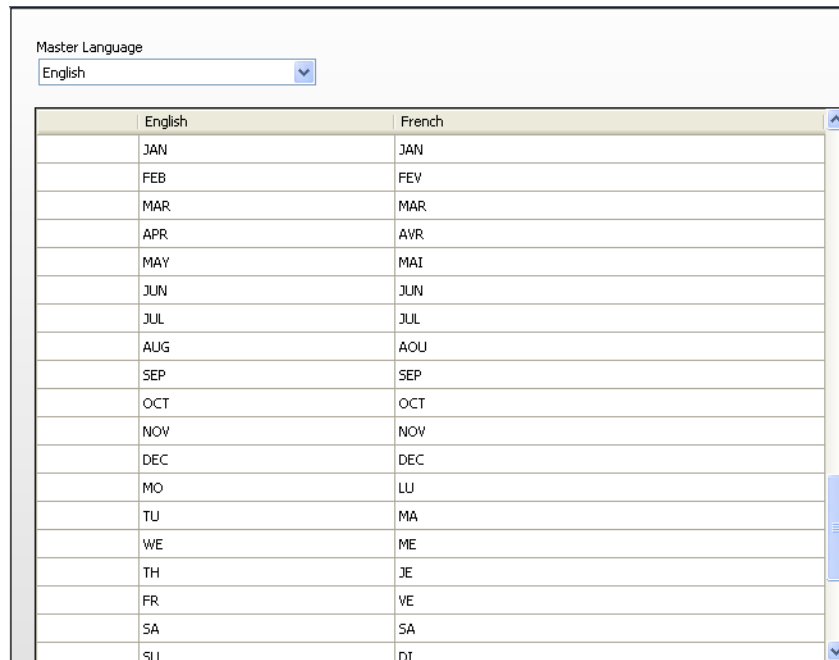 Master Language
English
English French
JAN JAN
FEB FEV
MAR MAR
APR AVR
MAY MAI
JUN JUN
JUL JUL
AUG AOU
SEP SEP
OCT OCT
NOV NOV
DEC DEC
MO LU
TU MA
WE ME
TH JE
FR VE
SA SA
SU DI